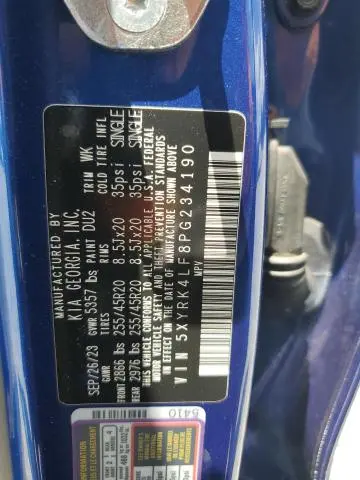 MANUFACTURED BY
KIA GEORGIA, INC.
SEP/26/23 GVWR 5957 lbs PAINT DU2 TRIM WK
GAWR TIRES RIMS COLD TIRE INFL
FRONT 2866 lbs 255/45R20 8.5JX20 35psi SINGLE
REAR 2976 lbs 255/45R20 8.5JX20 35psi SINGLE
THIS VEHICLE CONFORMS TO ALL APPLICABLE U.S.A. FEDERAL
MOTOR VEHICLE SAFETY AND THEFT PREVENTION STANDARDS
IN EFFECT ON THE DATE OF MANUFACTURE SHOWN ABOVE.
VIN 5XYRK4LF8PG234190
MPV
5410